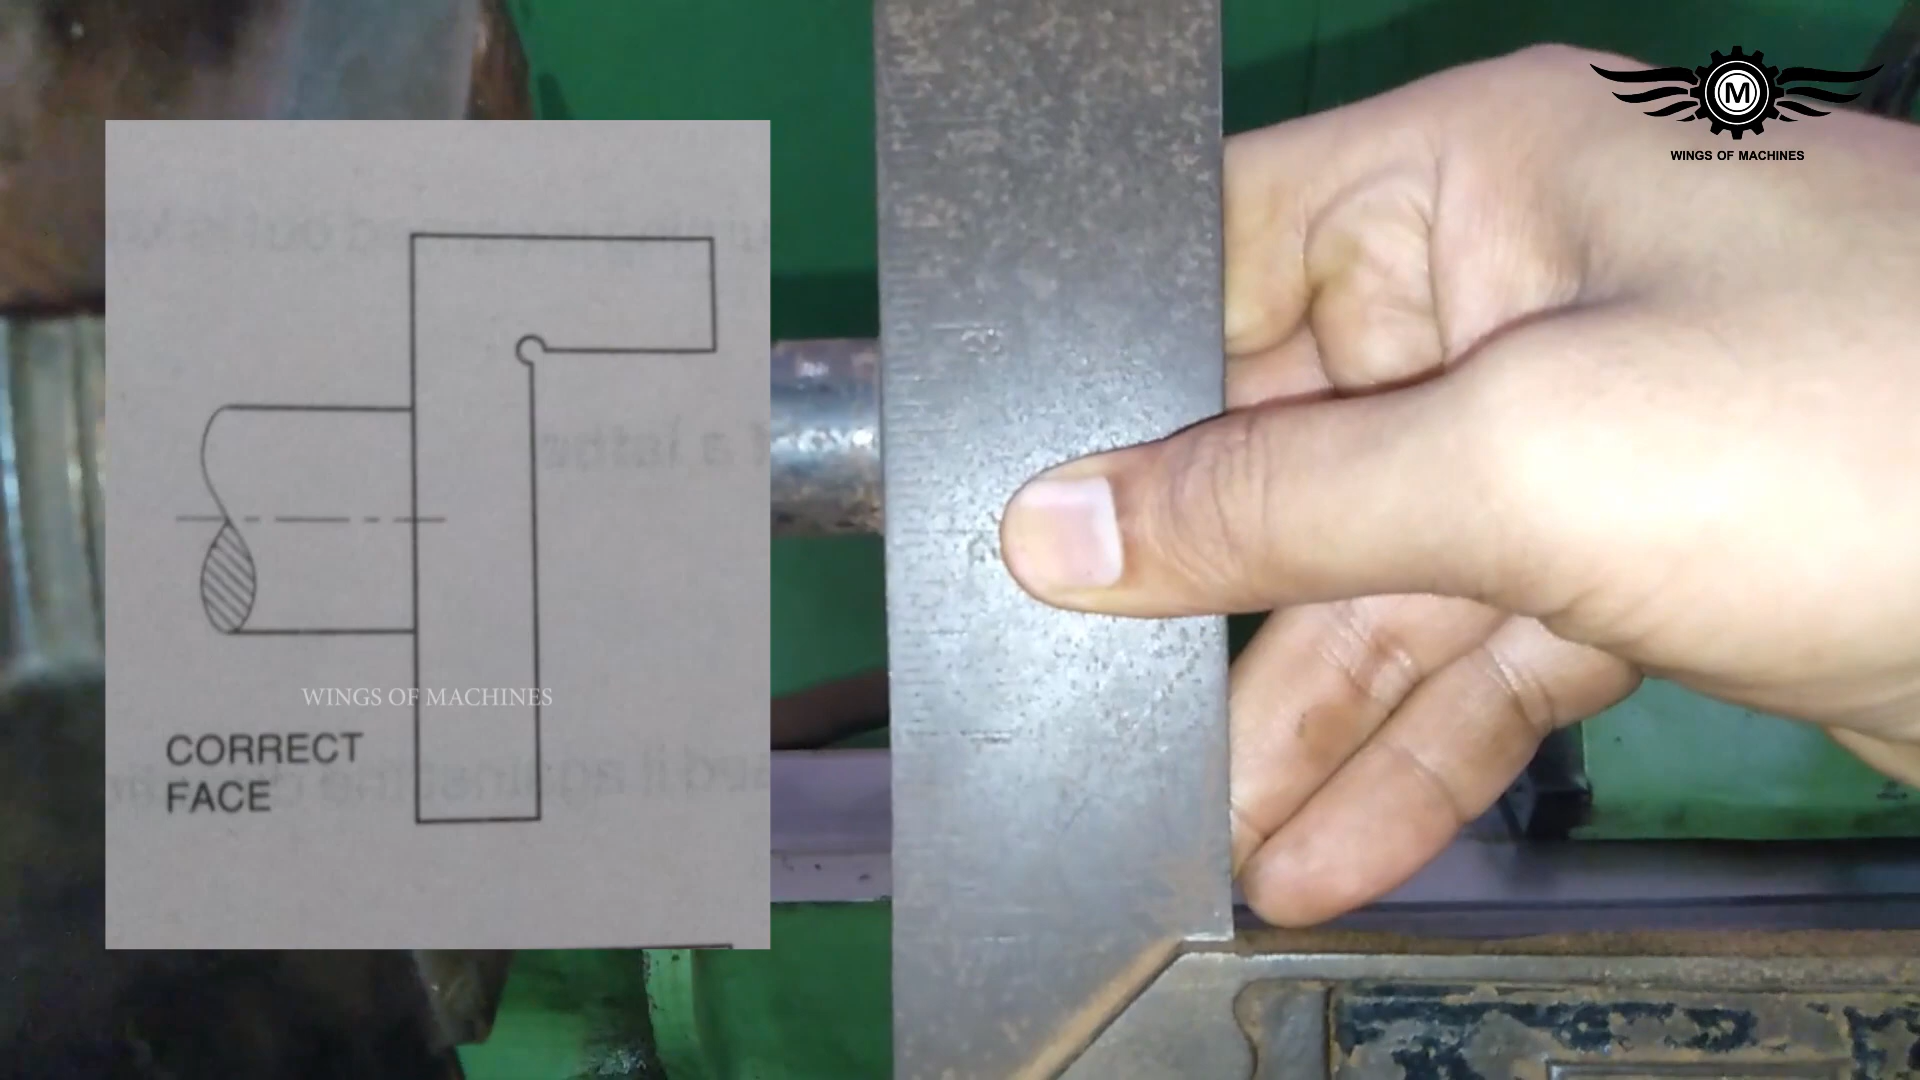 M
WINGS OF MACHINES
WINGS OF MACHINES
CORRECT
FACE